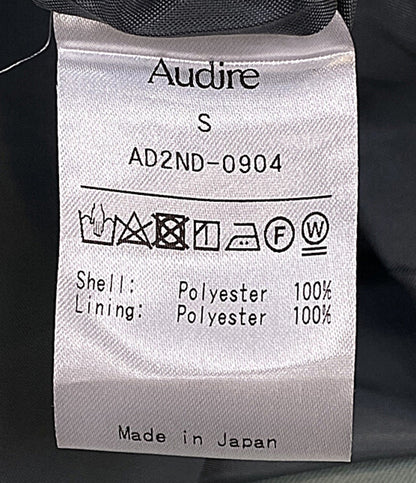 Audire
S
AD2ND-0904
F W
Shell: Polyester 100%
Lining: Polyester 100%
Made in Japan